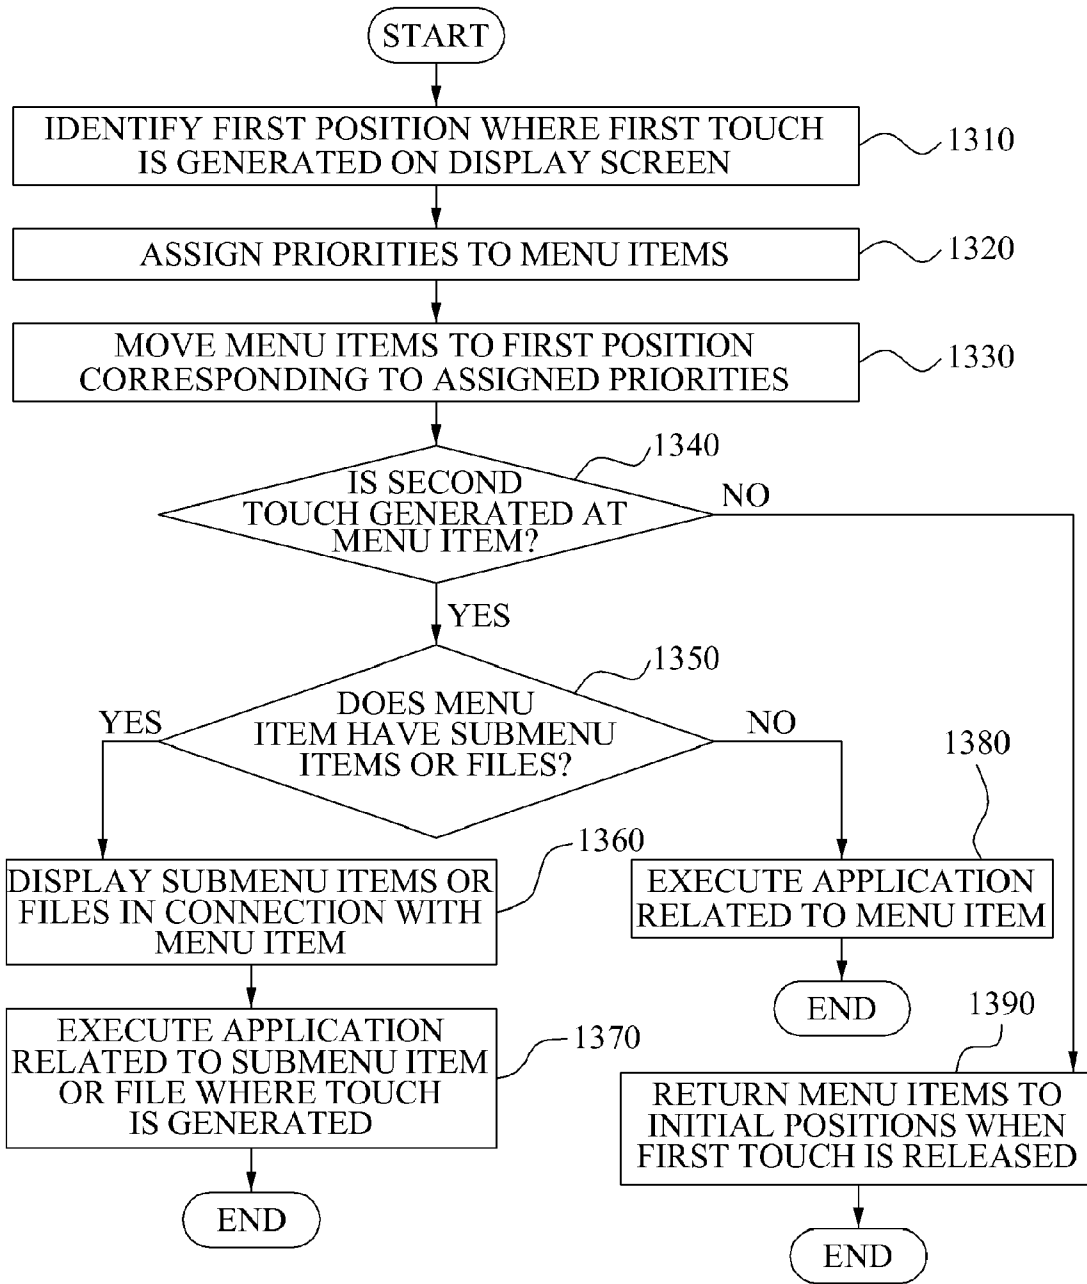 START
IDENTIFY FIRST POSITION WHERE FIRST TOUCH
IS GENERATED ON DISPLAY SCREEN
1310
ASSIGN PRIORITIES TO MENU ITEMS
1320
MOVE MENU ITEMS TO FIRST POSITION
CORRESPONDING TO ASSIGNED PRIORITIES
1330
1340
IS SECOND
TOUCH GENERATED AT
MENU ITEM?
NO
YES
1350
DOES MENU
ITEM HAVE SUBMENU
ITEMS OR FILES?
YES
NO
1360
DISPLAY SUBMENU ITEMS OR
FILES IN CONNECTION WITH
MENU ITEM
1380
EXECUTE APPLICATION
RELATED TO MENU ITEM
END
EXECUTE APPLICATION
RELATED TO SUBMENU ITEM
OR FILE WHERE TOUCH
IS GENERATED
1370
END
1390
RETURN MENU ITEMS TO
INITIAL POSITIONS WHEN
FIRST TOUCH IS RELEASED
END